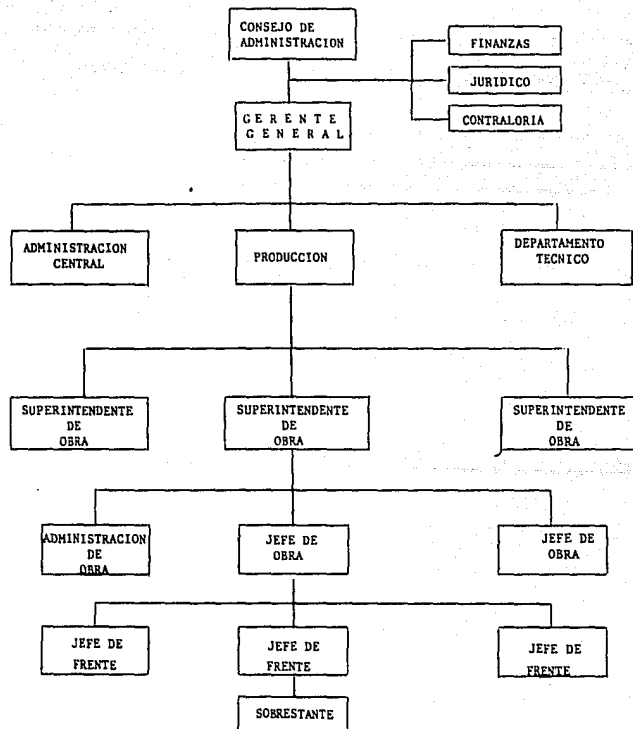 CONSEJO DE
ADMINISTRACION
FINANZAS
JURIDICO
CONTRALORIA
G E R E N T E
G E N E R A L
ADMINISTRACION
CENTRAL
PRODUCCION
DEPARTAMENTO
TECNICO
SUPERINTENDENTE
DE
OBRA
SUPERINTENDENTE
DE
OBRA
SUPERINTENDENTE
DE
OBRA
ADMINISTRACION
DE
OBRA
JEFE DE
OBRA
JEFE DE
OBRA
JEFE DE
FRENTE
JEFE DE
FRENTE
JEFE DE
FRENTE
SOBRESTANTE